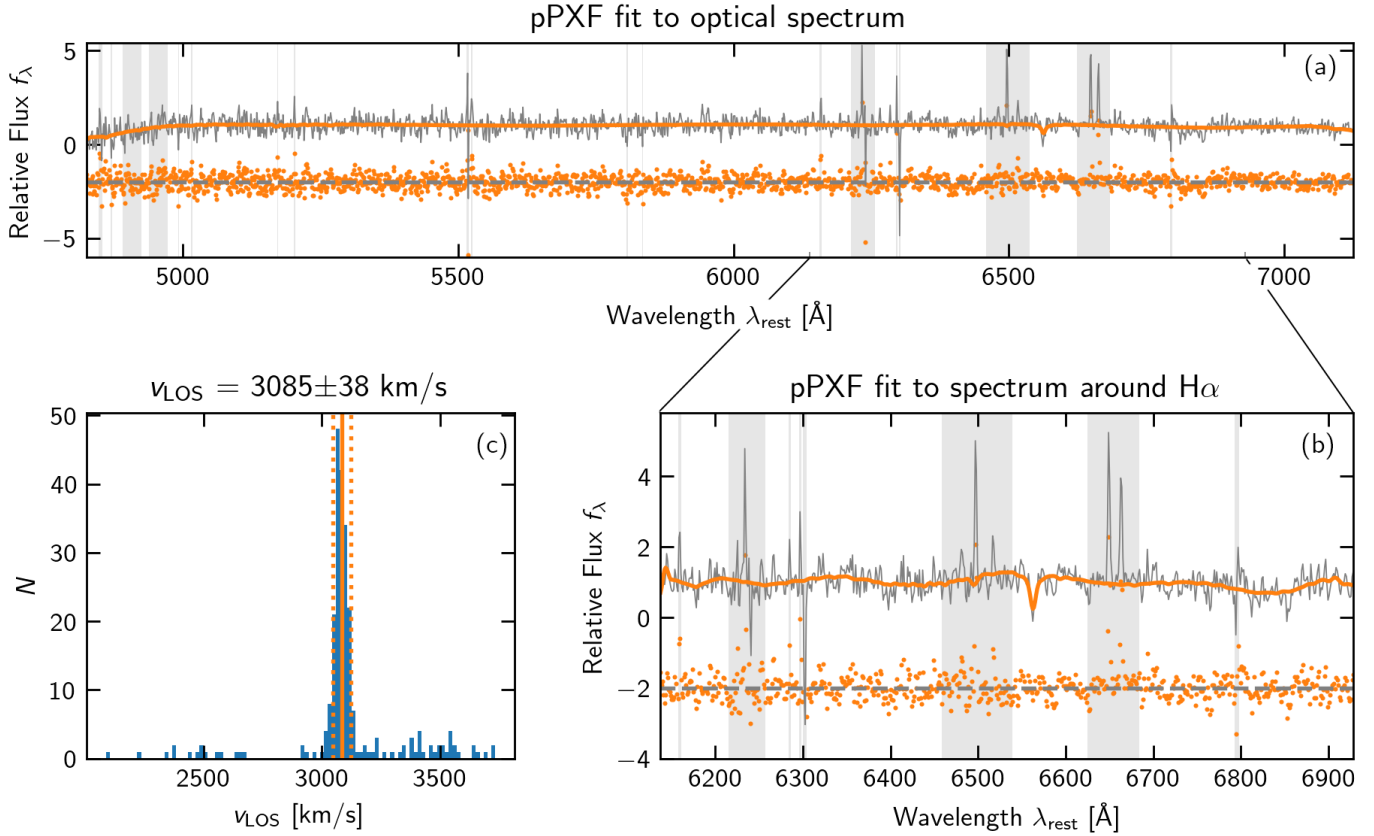 pPXF fit to optical spectrum
(a)
Relative Flux fλ
5
0
−5
5000 5500 6000 6500 7000
Wavelength λrest [Å]
vLOS = 3085±38 km/s
(c)
N
50
40
30
20
10
0
2500 3000 3500
vLOS [km/s]
pPXF fit to spectrum around Hα
(b)
Relative Flux fλ
4
2
0
−2
−4
6200 6300 6400 6500 6600 6700 6800 6900
Wavelength λrest [Å]